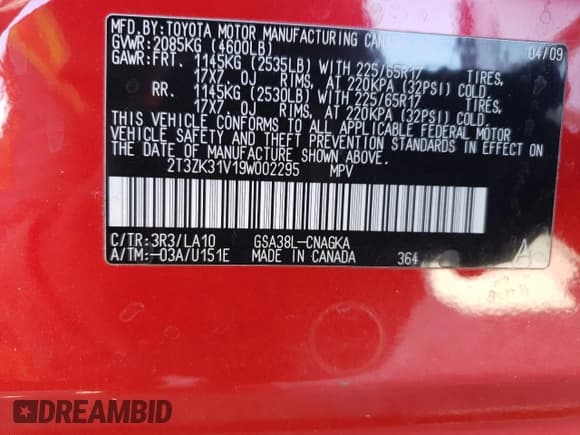 MFD. BY:TOYOTA MOTOR MANUFACTURING
GVWR: 2085KG (4600LB) 04/09
GAWR:FRT. 1145KG (2535LB) WITH 225/65R17 TIRES,
17X7.0J RIMS, AT 220KPA (32PSI) COLD.
RR. 1145KG (2530LB) WITH 225/65R17 TIRES,
17X7.0J RIMS, AT 220KPA (32PSI) COLD.
THIS VEHICLE CONFORMS TO ALL APPLICABLE FEDERAL MOTOR
VEHICLE SAFETY AND THEFT PREVENTION STANDARDS IN EFFECT ON
THE DATE OF MANUFACTURE SHOWN ABOVE.
2T3ZK31V19W002295 MPV
C/TR:3R3/LA10 GSA38L-CNAGKA
A/TM:-03A/U151E MADE IN CANADA 364 A
DREAMBID